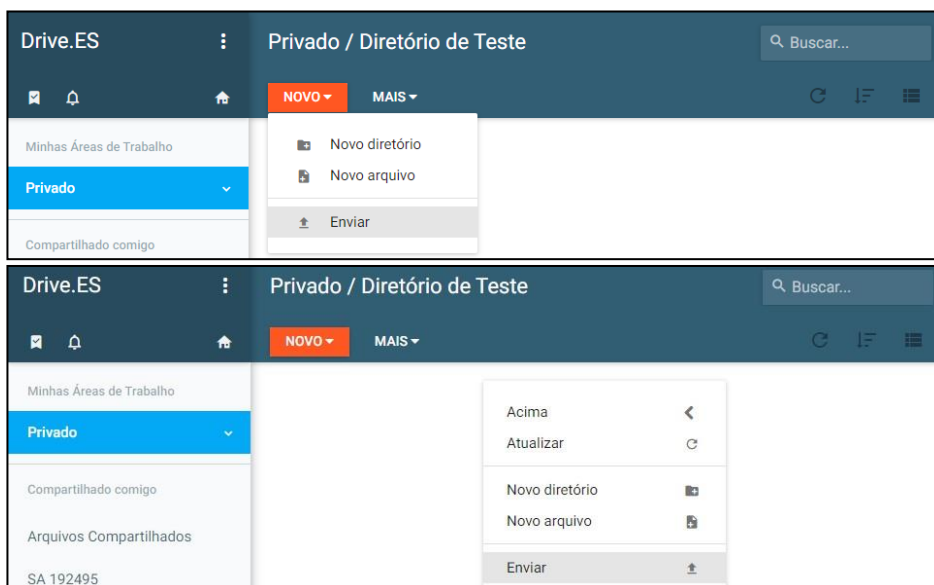 Drive.ES
Privado / Diretório de Teste
Buscar...
NOVO
MAIS
Minhas Áreas de Trabalho
Novo diretório
Privado
Novo arquivo
Enviar
Compartilhado comigo
Drive.ES
Privado / Diretório de Teste
Buscar...
NOVO
MAIS
Minhas Áreas de Trabalho
Privado
Compartilhado comigo
Arquivos Compartilhados
SA 192495
Acima
Atualizar
Novo diretório
Novo arquivo
Enviar